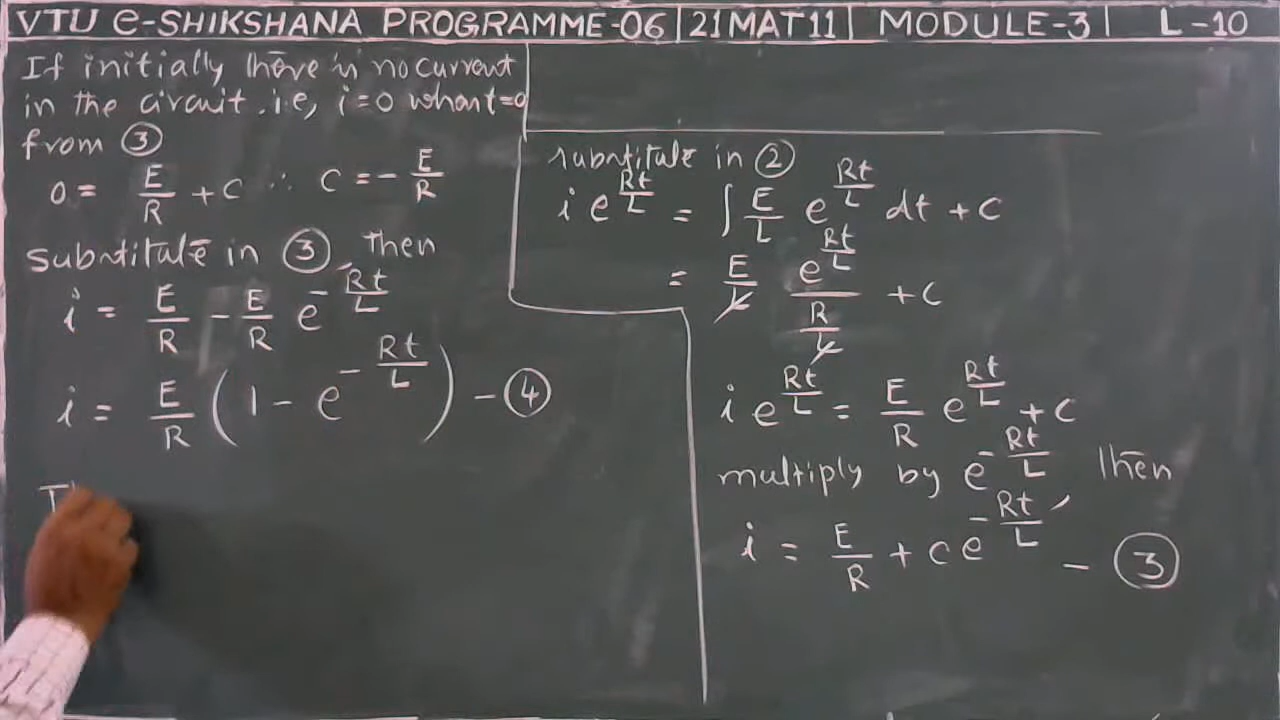 VTU e-SHIKSHANA PROGRAMME-06 | 21MAT11 | MODULE-3 | L-10
If initially there is no current
in the circuit .i.e, i=0 when t=0
from ③
0 = E/R + C ∴ C = - E/R
Substitute in ③, then
i = E/R - E/R e^(-Rt/L)
i = E/R (1 - e^(-Rt/L)) - ④
Th
substitute in ②
i e^(Rt/L) = ∫ E/L e^(Rt/L) dt + C
= E/L e^(Rt/L) / (R/L) + C
i e^(Rt/L) = E/R e^(Rt/L) + C
multiply by e^(-Rt/L) then
i = E/R + C e^(-Rt/L) - ③